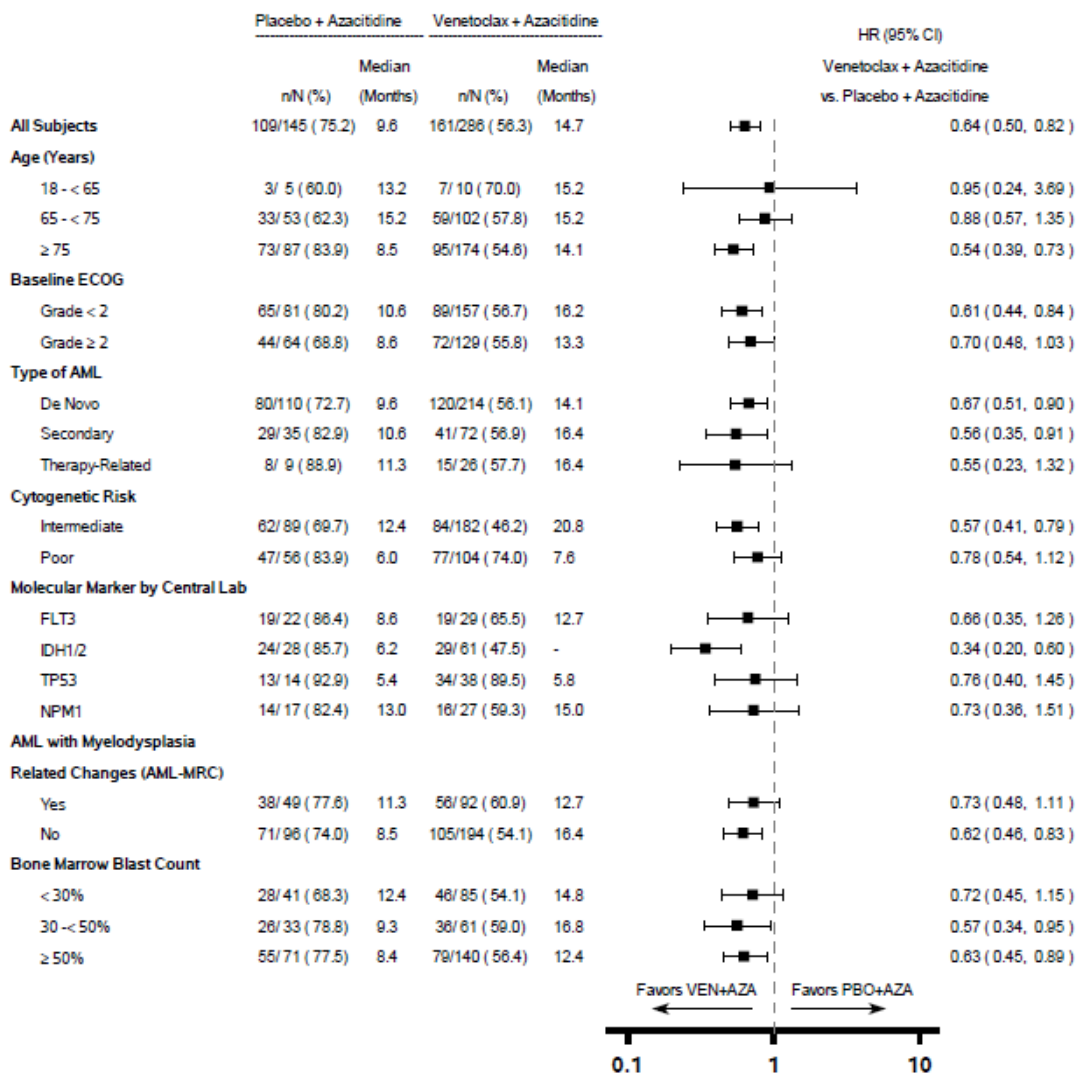 Placebo + Azacitidine Venetoclax + Azacitidine
HR (95% CI)
Median Median Venetoclax + Azacitidine
n/N (%) (Months) n/N (%) (Months) vs. Placebo + Azacitidine
All Subjects 109/145 ( 75.2) 9.6 161/286 ( 56.3) 14.7 0.64 ( 0.50, 0.82 )
Age (Years)
18 - < 65 3/ 5 ( 60.0) 13.2 7/ 10 ( 70.0) 15.2 0.95 ( 0.24, 3.69 )
65 - < 75 33/ 53 ( 62.3) 15.2 59/102 ( 57.8) 15.2 0.88 ( 0.57, 1.35 )
≥ 75 73/ 87 ( 83.9) 8.5 95/174 ( 54.6) 14.1 0.54 ( 0.39, 0.73 )
Baseline ECOG
Grade < 2 65/ 81 ( 80.2) 10.6 89/157 ( 56.7) 16.2 0.61 ( 0.44, 0.84 )
Grade ≥ 2 44/ 64 ( 68.8) 8.6 72/129 ( 55.8) 13.3 0.70 ( 0.48, 1.03 )
Type of AML
De Novo 80/110 ( 72.7) 9.6 120/214 ( 56.1) 14.1 0.67 ( 0.51, 0.90 )
Secondary 29/ 35 ( 82.9) 10.6 41/ 72 ( 56.9) 16.4 0.56 ( 0.35, 0.91 )
Therapy-Related 8/ 9 ( 88.9) 11.3 15/ 26 ( 57.7) 16.4 0.55 ( 0.23, 1.32 )
Cytogenetic Risk
Intermediate 62/ 89 ( 69.7) 12.4 84/182 ( 46.2) 20.8 0.57 ( 0.41, 0.79 )
Poor 47/ 56 ( 83.9) 6.0 77/104 ( 74.0) 7.6 0.78 ( 0.54, 1.12 )
Molecular Marker by Central Lab
FLT3 19/ 22 ( 86.4) 8.6 19/ 29 ( 65.5) 12.7 0.66 ( 0.35, 1.26 )
IDH1/2 24/ 28 ( 85.7) 6.2 29/ 61 ( 47.5) - 0.34 ( 0.20, 0.60 )
TP53 13/ 14 ( 92.9) 5.4 34/ 38 ( 89.5) 5.8 0.76 ( 0.40, 1.45 )
NPM1 14/ 17 ( 82.4) 13.0 16/ 27 ( 59.3) 15.0 0.73 ( 0.36, 1.51 )
AML with Myelodysplasia
Related Changes (AML-MRC)
Yes 38/ 49 ( 77.6) 11.3 56/ 92 ( 60.9) 12.7 0.73 ( 0.48, 1.11 )
No 71/ 96 ( 74.0) 8.5 105/194 ( 54.1) 16.4 0.62 ( 0.46, 0.83 )
Bone Marrow Blast Count
< 30% 28/ 41 ( 68.3) 12.4 46/ 85 ( 54.1) 14.8 0.72 ( 0.45, 1.15 )
30 -< 50% 26/ 33 ( 78.8) 9.3 36/ 61 ( 59.0) 16.8 0.57 ( 0.34, 0.95 )
≥ 50% 55/ 71 ( 77.5) 8.4 79/140 ( 56.4) 12.4 0.63 ( 0.45, 0.89 )
Favors VEN+AZA Favors PBO+AZA
0.1 1 10